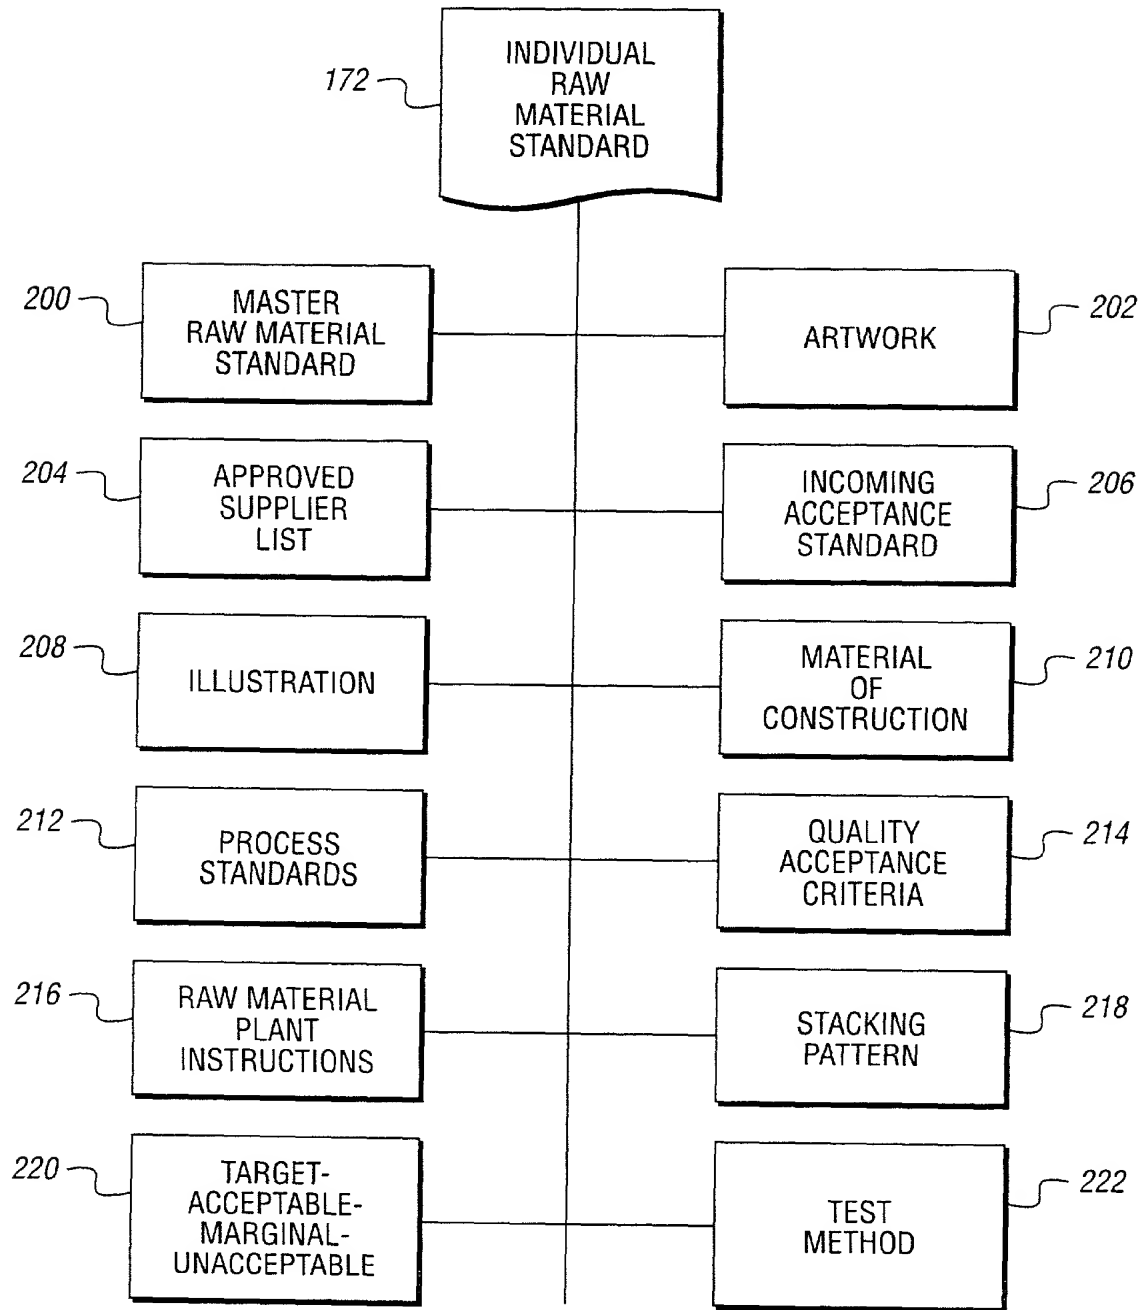 172
INDIVIDUAL
RAW
MATERIAL
STANDARD
200
MASTER
RAW MATERIAL
STANDARD
ARTWORK
202
204
APPROVED
SUPPLIER
LIST
INCOMING
ACCEPTANCE
STANDARD
206
208
ILLUSTRATION
MATERIAL
OF
CONSTRUCTION
210
212
PROCESS
STANDARDS
QUALITY
ACCEPTANCE
CRITERIA
214
216
RAW MATERIAL
PLANT
INSTRUCTIONS
STACKING
PATTERN
218
220
TARGET-
ACCEPTABLE-
MARGINAL-
UNACCEPTABLE
TEST
METHOD
222